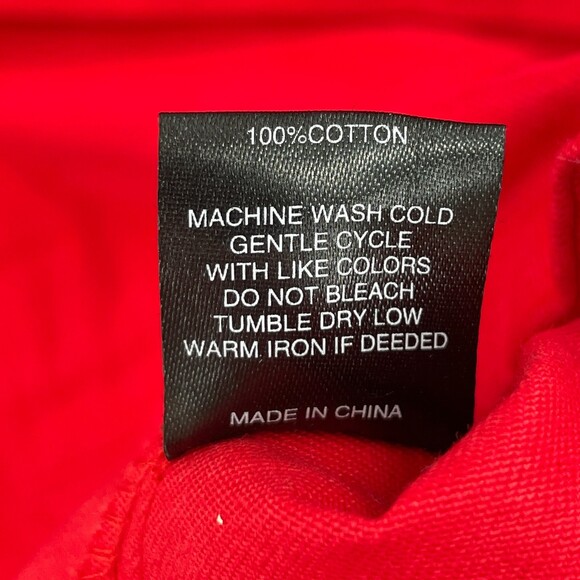 100%COTTON
MACHINE WASH COLD
GENTLE CYCLE
WITH LIKE COLORS
DO NOT BLEACH
TUMBLE DRY LOW
WARM IRON IF DEEDED
MADE IN CHINA